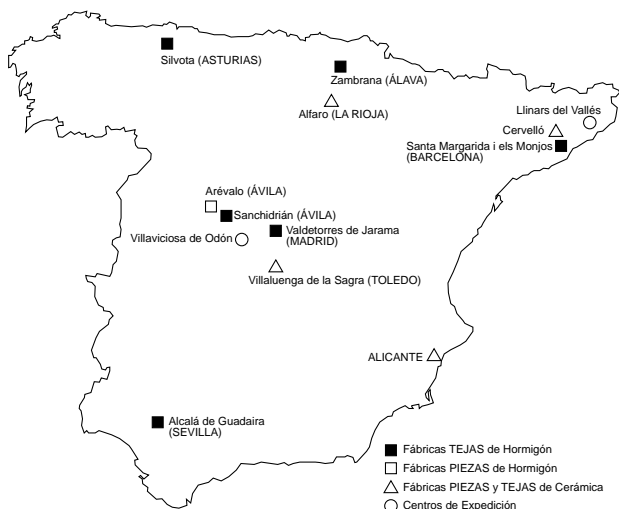 Silvota (ASTURIAS)
Zambrana (ÁLAVA)
Alfaro (LA RIOJA)
Llinars del Vallés
Cervelló
Santa Margarida i els Monjos
(BARCELONA)
Arévalo (ÁVILA)
Sanchidrián (ÁVILA)
Valdetorres de Jarama
(MADRID)
Villaviciosa de Odón
Villaluenga de la Sagra (TOLEDO)
ALICANTE
Alcalá de Guadaira
(SEVILLA)
Fábricas TEJAS de Hormigón
Fábricas PIEZAS de Hormigón
Fábricas PIEZAS y TEJAS de Cerámica
Centros de Expedición